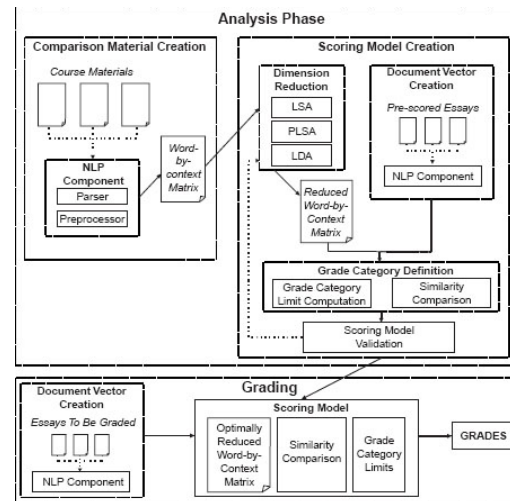 Analysis Phase
Comparison Material Creation
Course Materials
NLP
Component
Parser
Preprocessor
Word-
by-
context
Matrix
Scoring Model Creation
Dimension
Reduction
LSA
PLSA
LDA
Document Vector
Creation
Pre-scored Essays
NLP Component
Reduced
Word-by-
Context
Matrix
Grade Category Definition
Grade Category
Limit Computation
Similarity
Comparison
Scoring Model
Validation
Grading
Document Vector
Creation
Essays To Be Graded
NLP Component
Scoring Model
Optimally
Reduced
Word-by-
Context
Matrix
Similarity
Comparison
Grade
Category
Limits
GRADES